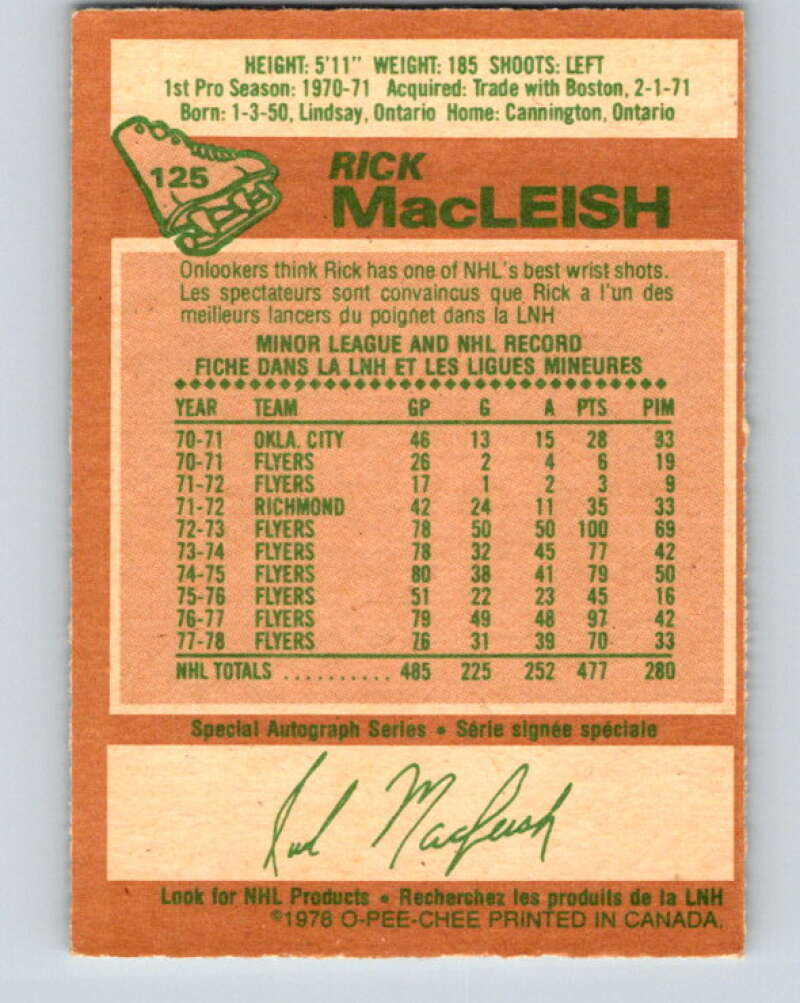 HEIGHT: 5'11" WEIGHT: 185 SHOOTS: LEFT
1st Pro Season: 1970-71 Acquired: Trade with Boston, 2-1-71
Born: 1-3-50, Lindsay, Ontario Home: Cannington, Ontario
125
RICK
MacLEISH
Onlookers think Rick has one of NHL's best wrist shots.
Les spectateurs sont convaincus que Rick a l'un des
meilleurs lancers du poignet dans la LNH
MINOR LEAGUE AND NHL RECORD
FICHE DANS LA LNH ET LES LIGUES MINEURES
YEAR TEAM GP G A PTS PIM
70-71 OKLA. CITY 46 13 15 28 93
70-71 FLYERS 26 2 4 6 19
71-72 FLYERS 17 1 2 3 9
71-72 RICHMOND 42 24 11 35 33
72-73 FLYERS 78 50 50 100 69
73-74 FLYERS 78 32 45 77 42
74-75 FLYERS 80 38 41 79 50
75-76 FLYERS 51 22 23 45 16
76-77 FLYERS 79 49 48 97 42
77-78 FLYERS 76 31 39 70 33
NHL TOTALS .......... 485 225 252 477 280
Special Autograph Series • Série signée spéciale
Rick MacLeish
Look for NHL Products • Recherchez les produits de la LNH
©1978 O-PEE-CHEE PRINTED IN CANADA.